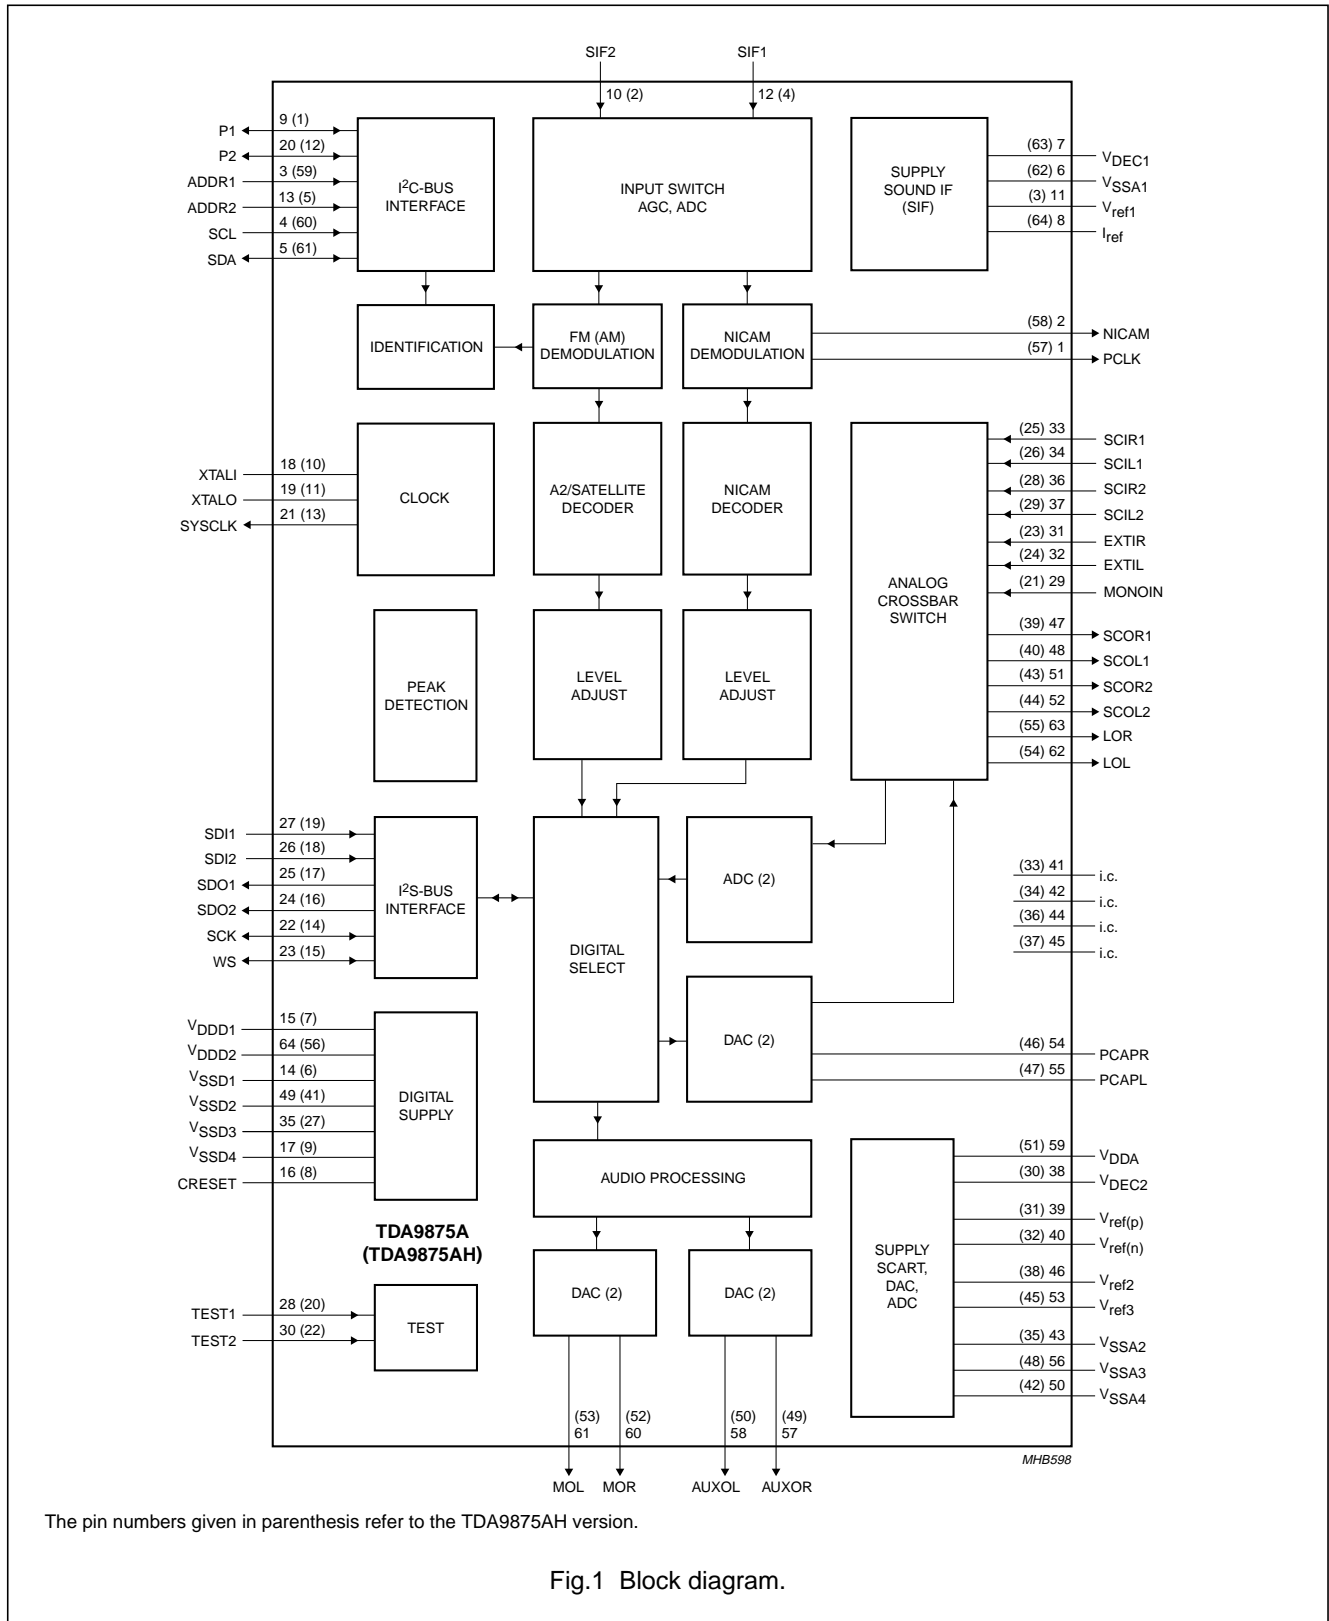 SIF2
SIF1
10 (2)
12 (4)
P1
9 (1)
P2
20 (12)
ADDR1
3 (59)
ADDR2
13 (5)
SCL
4 (60)
SDA
5 (61)
I2C-BUS
INTERFACE
INPUT SWITCH
AGC, ADC
SUPPLY
SOUND IF
(SIF)
(63) 7
VDEC1
(62) 6
VSSA1
(3) 11
Vref1
(64) 8
Iref
IDENTIFICATION
FM (AM)
DEMODULATION
NICAM
DEMODULATION
(58) 2
NICAM
(57) 1
PCLK
XTALI
18 (10)
XTALO
19 (11)
SYSCLK
21 (13)
CLOCK
A2/SATELLITE
DECODER
NICAM
DECODER
ANALOG
CROSSBAR
SWITCH
(25) 33
SCIR1
(26) 34
SCIL1
(28) 36
SCIR2
(29) 37
SCIL2
(23) 31
EXTIR
(24) 32
EXTIL
(21) 29
MONOIN
(39) 47
SCOR1
(40) 48
SCOL1
(43) 51
SCOR2
(44) 52
SCOL2
(55) 63
LOR
(54) 62
LOL
PEAK
DETECTION
LEVEL
ADJUST
LEVEL
ADJUST
SDI1
27 (19)
SDI2
26 (18)
SDO1
25 (17)
SDO2
24 (16)
SCK
22 (14)
WS
23 (15)
I2S-BUS
INTERFACE
DIGITAL
SELECT
ADC (2)
(33) 41
i.c.
(34) 42
i.c.
(36) 44
i.c.
(37) 45
i.c.
DAC (2)
(46) 54
PCAPR
(47) 55
PCAPL
VDDD1
15 (7)
VDDD2
64 (56)
VSSD1
14 (6)
VSSD2
49 (41)
VSSD3
35 (27)
VSSD4
17 (9)
CRESET
16 (8)
DIGITAL
SUPPLY
AUDIO PROCESSING
SUPPLY
SCART,
DAC,
ADC
(51) 59
VDDA
(30) 38
VDEC2
(31) 39
Vref(p)
(32) 40
Vref(n)
(38) 46
Vref2
(45) 53
Vref3
(35) 43
VSSA2
(48) 56
VSSA3
(42) 50
VSSA4
TDA9875A
(TDA9875AH)
DAC (2)
DAC (2)
TEST1
28 (20)
TEST2
30 (22)
TEST
(53)
61
(52)
60
(50)
58
(49)
57
MHB598
MOL
MOR
AUXOL
AUXOR
The pin numbers given in parenthesis refer to the TDA9875AH version.
Fig.1 Block diagram.